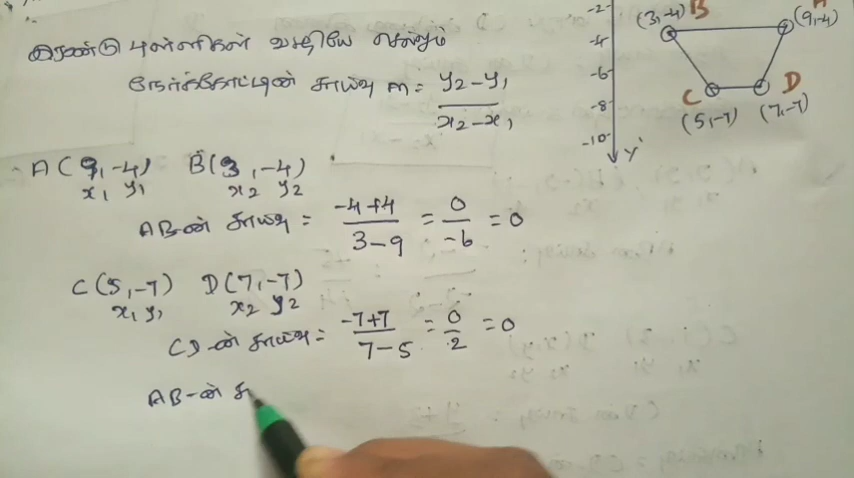 இரண்டு புள்ளிகள் வழியே செல்லும்
நேர்க்கோட்டின் சாய்வு m = y₂-y₁ / x₂-x₁
-2
-4
-6
-8
-10
Y'
(3,-4) B
A (9,-4)
C (5,-7)
D (7,-7)
A(9,-4) B(3,-4)
x₁ y₁ x₂ y₂
AB-ன் சாய்வு = -4+4 / 3-9 = 0 / -6 = 0
C(5,-7) D(7,-7)
x₁ y₁ x₂ y₂
CD-ன் சாய்வு = -7+7 / 7-5 = 0 / 2 = 0
AB-ன் ச